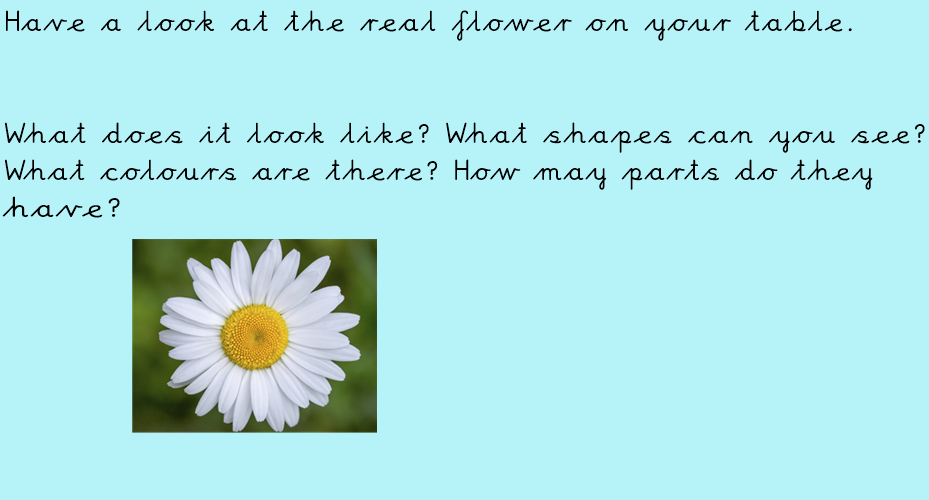 Have a look at the real flower on your table.
What does it look like? What shapes can you see?
What colours are there? How may parts do they
have?